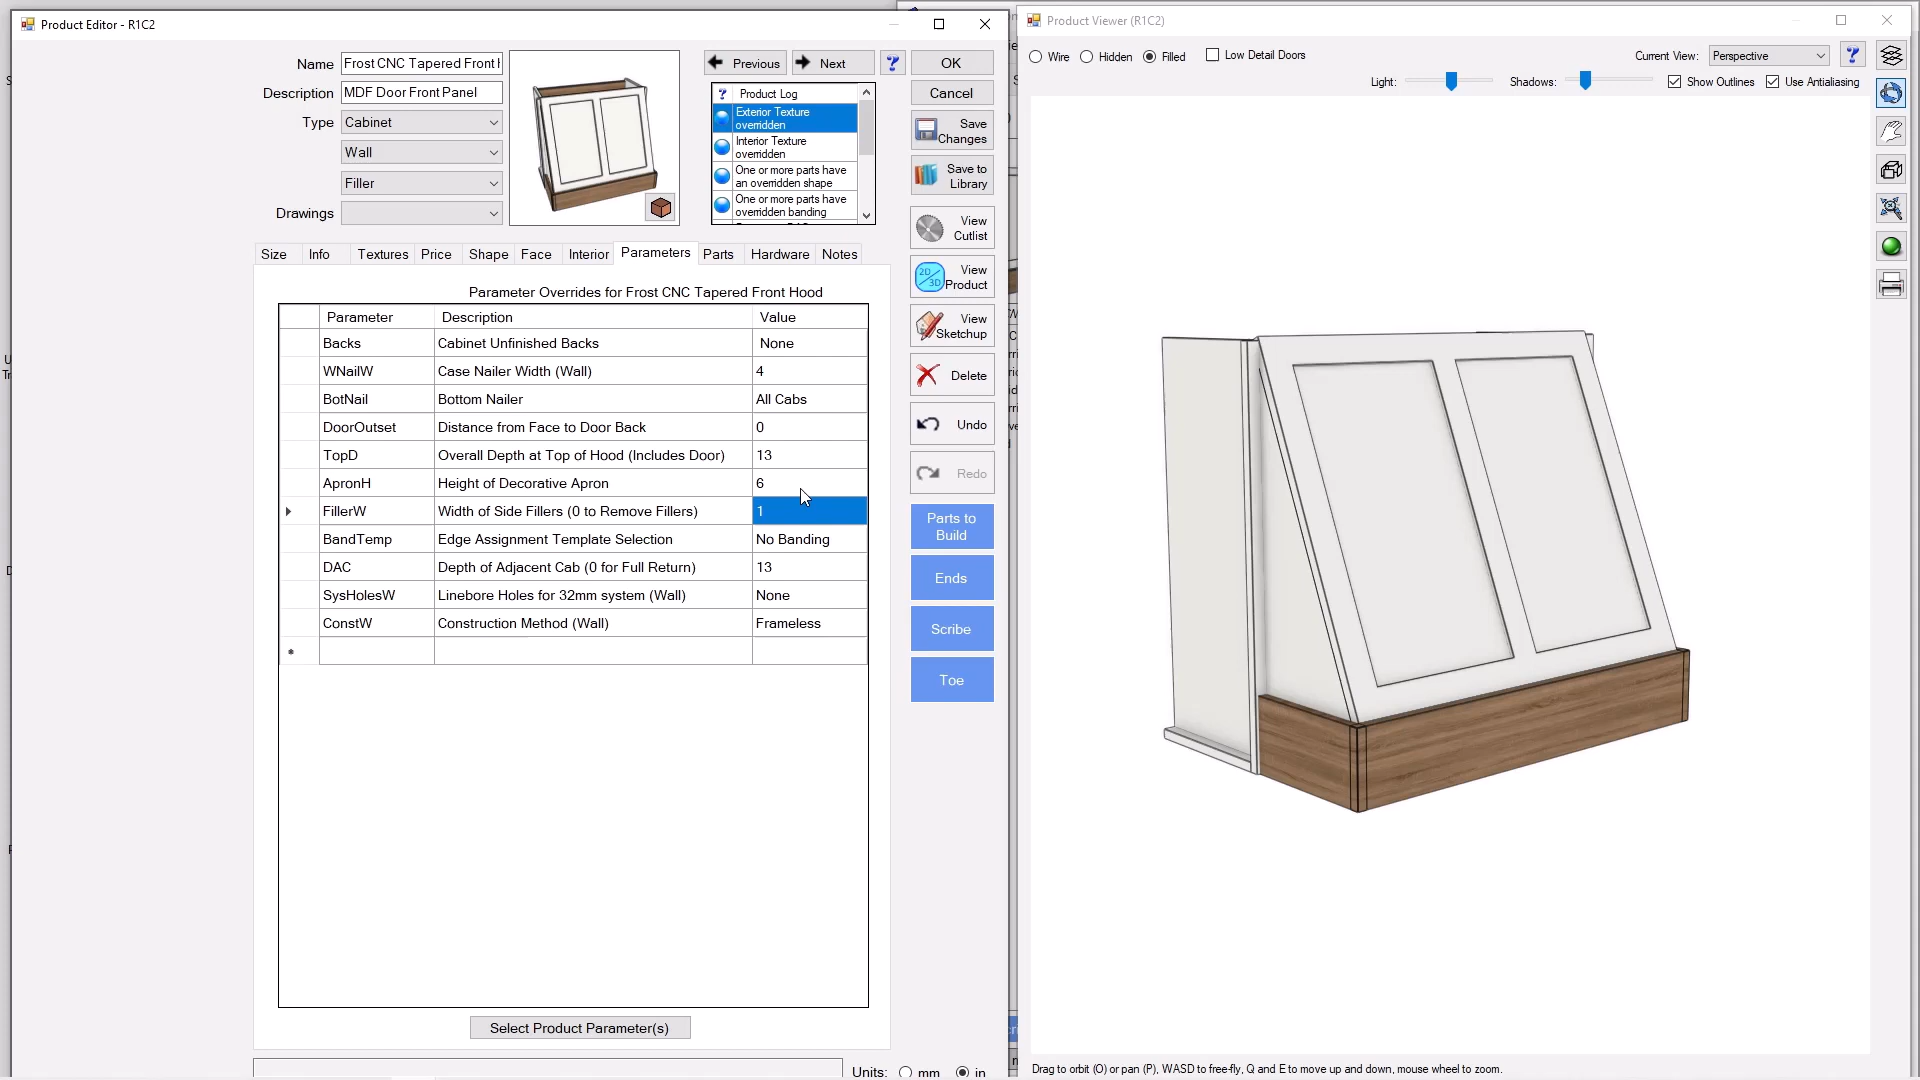 Product Editor - R1C2
Name
Frost CNC Tapered Front H
Description
MDF Door Front Panel
Type
Cabinet
Wall
Filler
Drawings
Previous
Next
?
OK
?
Product Log
Exterior Texture
overridden
Interior Texture
overridden
One or more parts have
an overridden shape
One or more parts have
overridden banding
Cancel
Save
Changes
Save to
Library
View
Cutlist
2D/3D
View
Product
View
Sketchup
Delete
Undo
Redo
Parts to
Build
Ends
Scribe
Toe
Size
Info
Textures
Price
Shape
Face
Interior
Parameters
Parts
Hardware
Notes
Parameter Overrides for Frost CNC Tapered Front Hood
Parameter Description Value
Backs Cabinet Unfinished Backs None
WNailW Case Nailer Width (Wall) 4
BotNail Bottom Nailer All Cabs
DoorOutset Distance from Face to Door Back 0
TopD Overall Depth at Top of Hood (Includes Door) 13
ApronH Height of Decorative Apron 6
FillerW Width of Side Fillers (0 to Remove Fillers) 1
BandTemp Edge Assignment Template Selection No Banding
DAC Depth of Adjacent Cab (0 for Full Return) 13
SysHolesW Linebore Holes for 32mm system (Wall) None
ConstW Construction Method (Wall) Frameless
Select Product Parameter(s)
Units: mm in
Product Viewer (R1C2)
Wire
Hidden
Filled
Low Detail Doors
Current View:
Perspective
?
Light:
Shadows:
Show Outlines
Use Antialiasing
Drag to orbit (O) or pan (P), WASD to free-fly, Q and E to move up and down, mouse wheel to zoom.